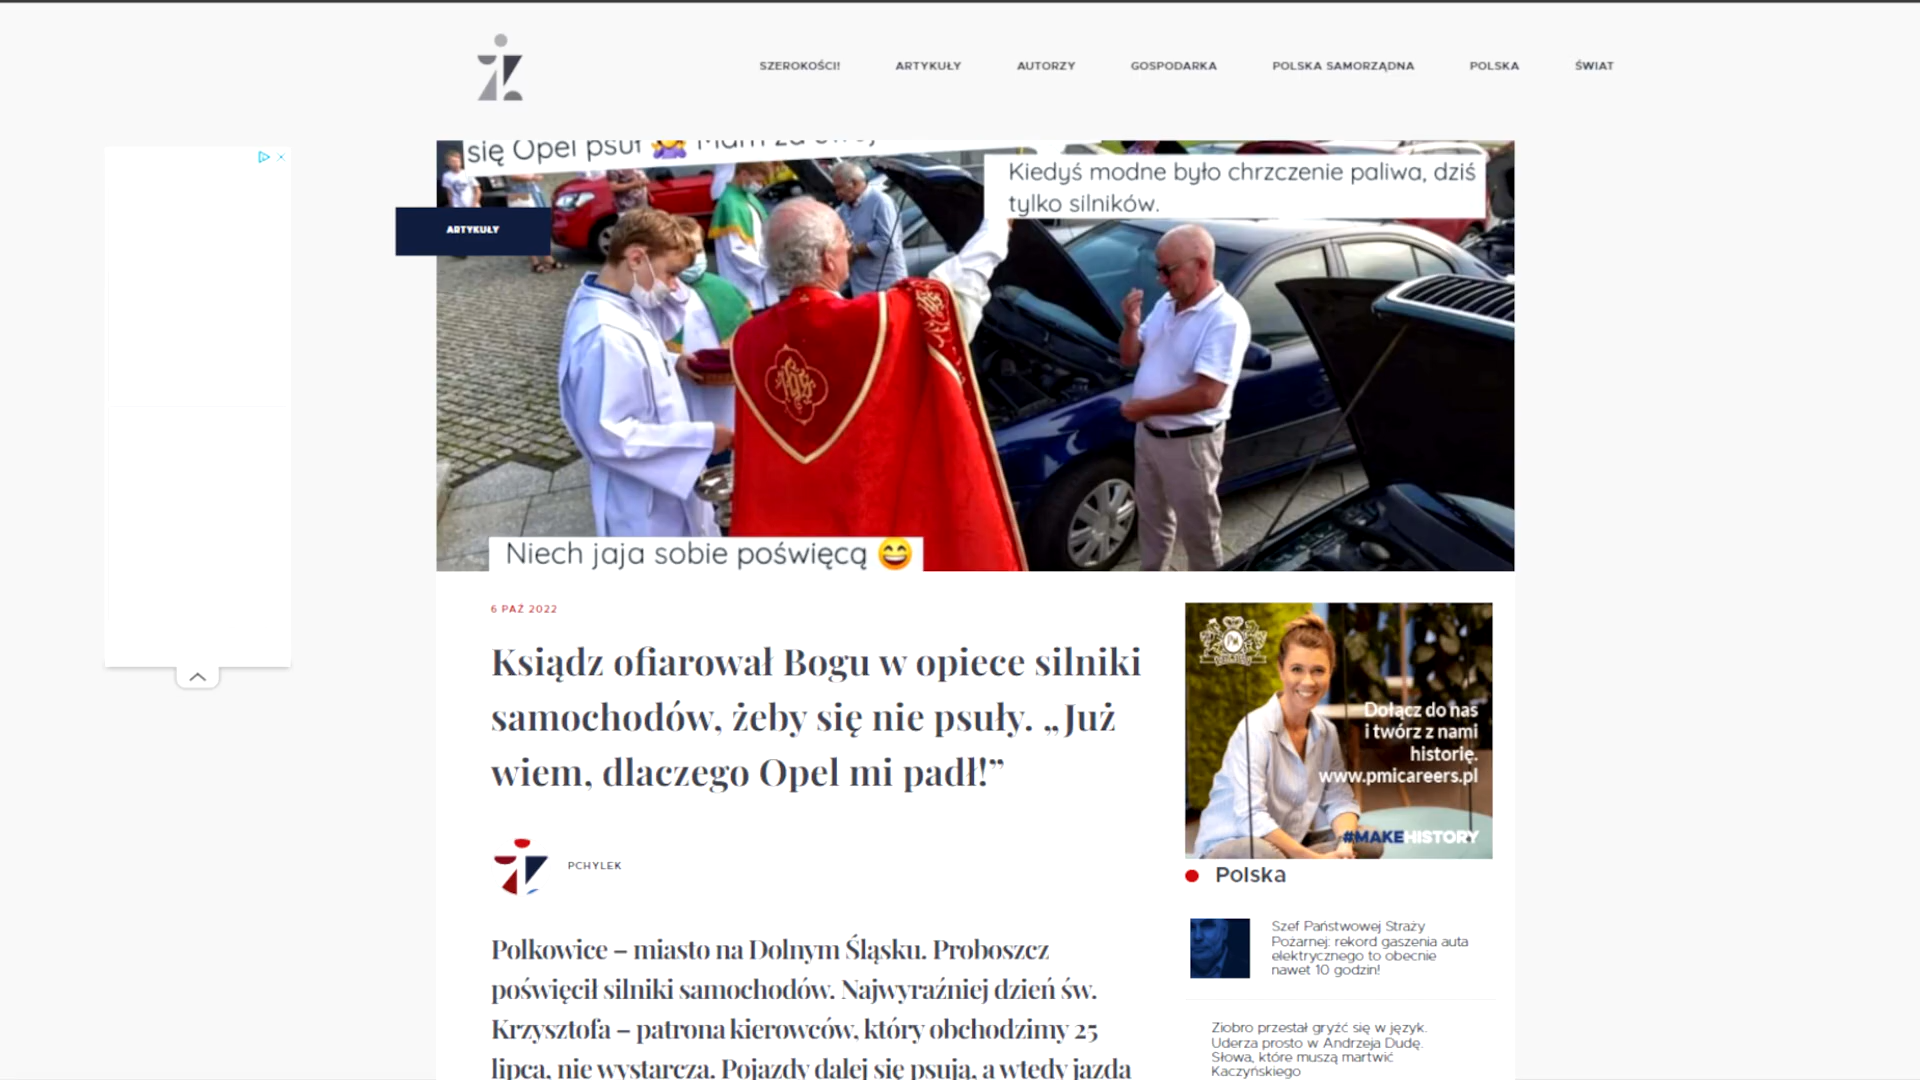 SZEROKOŚCI!
ARTYKUŁY
AUTORZY
GOSPODARKA
POLSKA SAMORZĄDNA
POLSKA
ŚWIAT
się Opel psuł
Kiedyś modne było chrzczenie paliwa, dziś
tylko silników.
ARTYKUŁY
Niech jaja sobie poświęcą 😄
6 PAŹ 2022
Ksiądz ofiarował Bogu w opiece silniki
samochodów, żeby się nie psuły. „Już
wiem, dlaczego Opel mi padł!”
PCHYLEK
Polkowice – miasto na Dolnym Śląsku. Proboszcz
poświęcił silniki samochodów. Najwyraźniej dzień św.
Krzysztofa – patrona kierowców, który obchodzimy 25
lipca, nie wystarcza. Pojazdy dalej się psują, a wtedy jazda
Dołącz do nas
i twórz z nami
historię.
www.pmicareers.pl
#MAKEHISTORY
Polska
Szef Państwowej Straży
Pożarnej: rekord gaszenia auta
elektrycznego to obecnie
nawet 10 godzin!
Ziobro przestał gryźć się w język.
Uderza prosto w Andrzeja Dudę.
Słowa, które muszą martwić
Kaczyńskiego